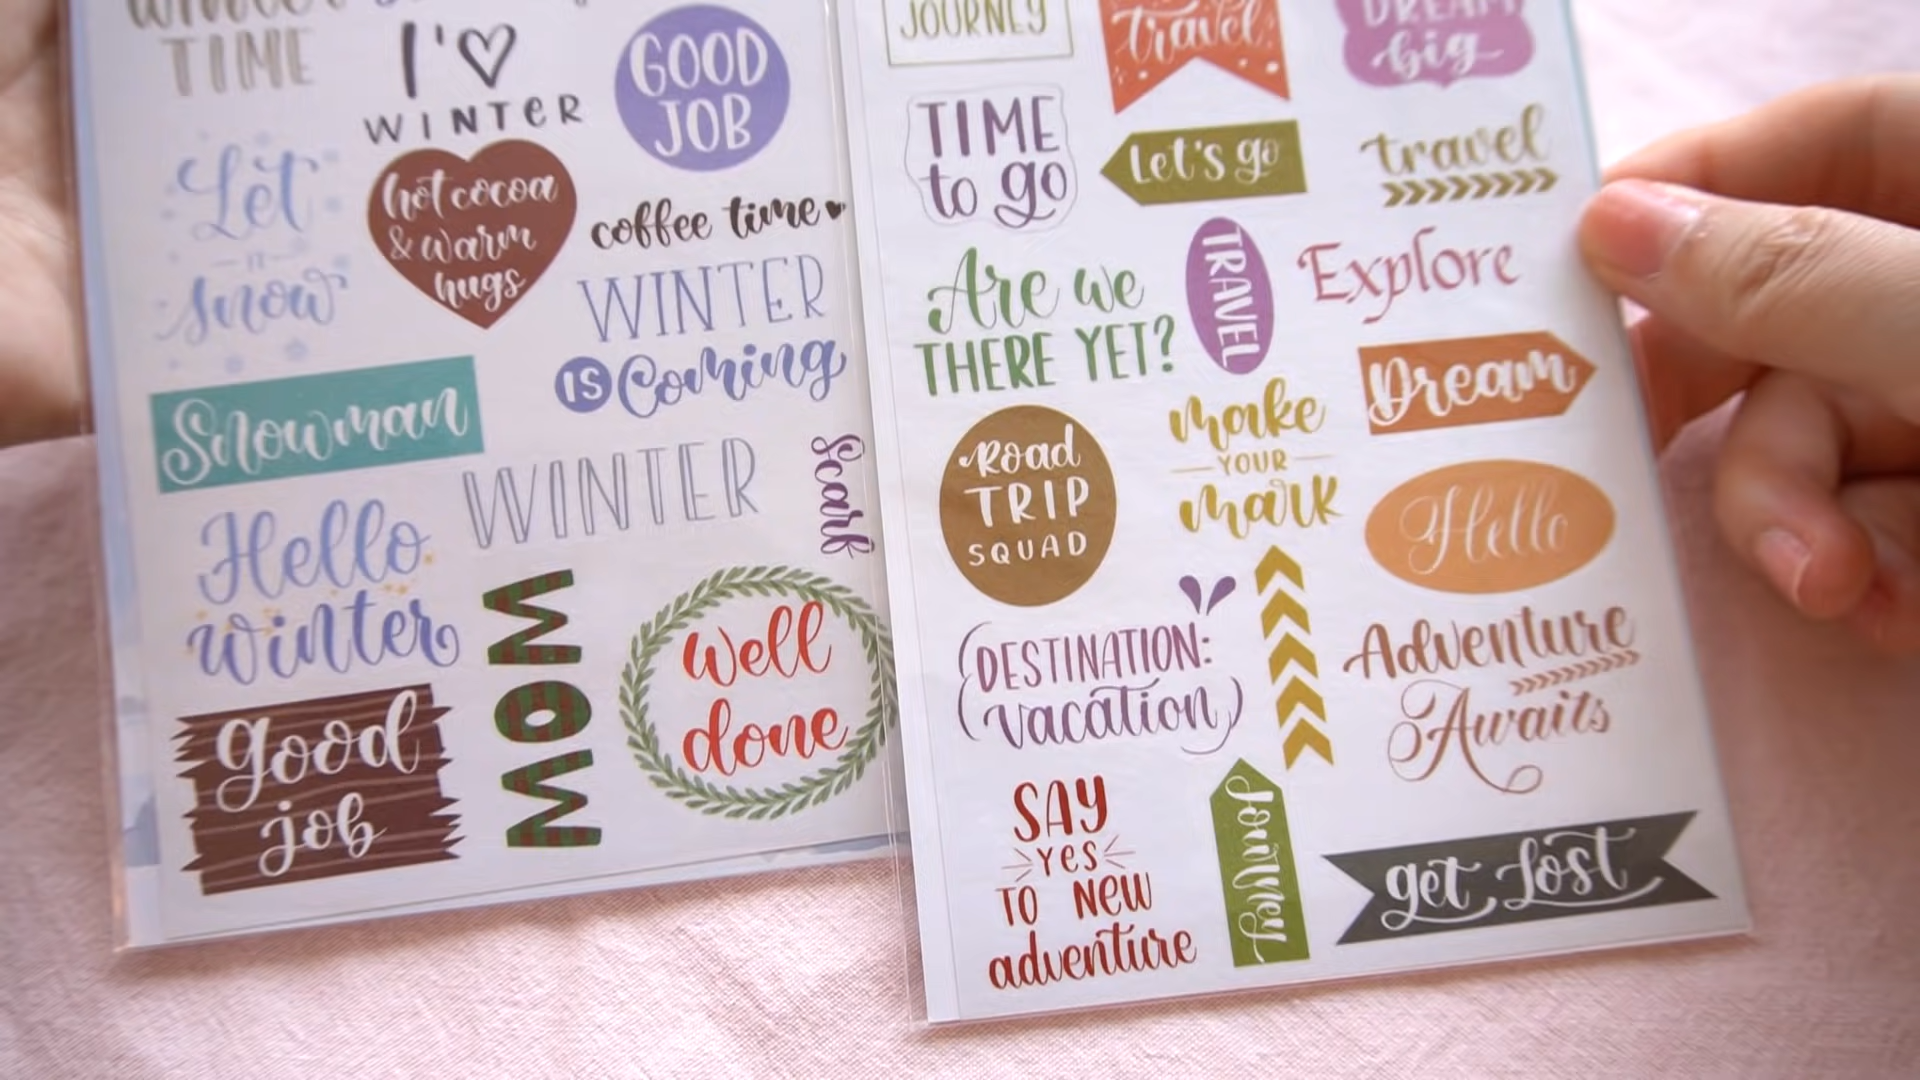 WINTER
TIME
I'♡
WINTER
GOOD
JOB
Let
IT
snow
hot cocoa
& warm
hugs
coffee time
WINTER
IS Coming
Snowman
WINTER
Scarf
Hello
winter
MOM
well
done
good
job
JOURNEY
travel
DREAM
big
TIME
to go
Let's go
travel
Are we
THERE YET?
TRAVEL
Explore
Dream
Road
TRIP
SQUAD
make
YOUR
mark
Hello
DESTINATION:
vacation
Adventure
Awaits
SAY
YES
TO NEW
adventure
Journey
get lost